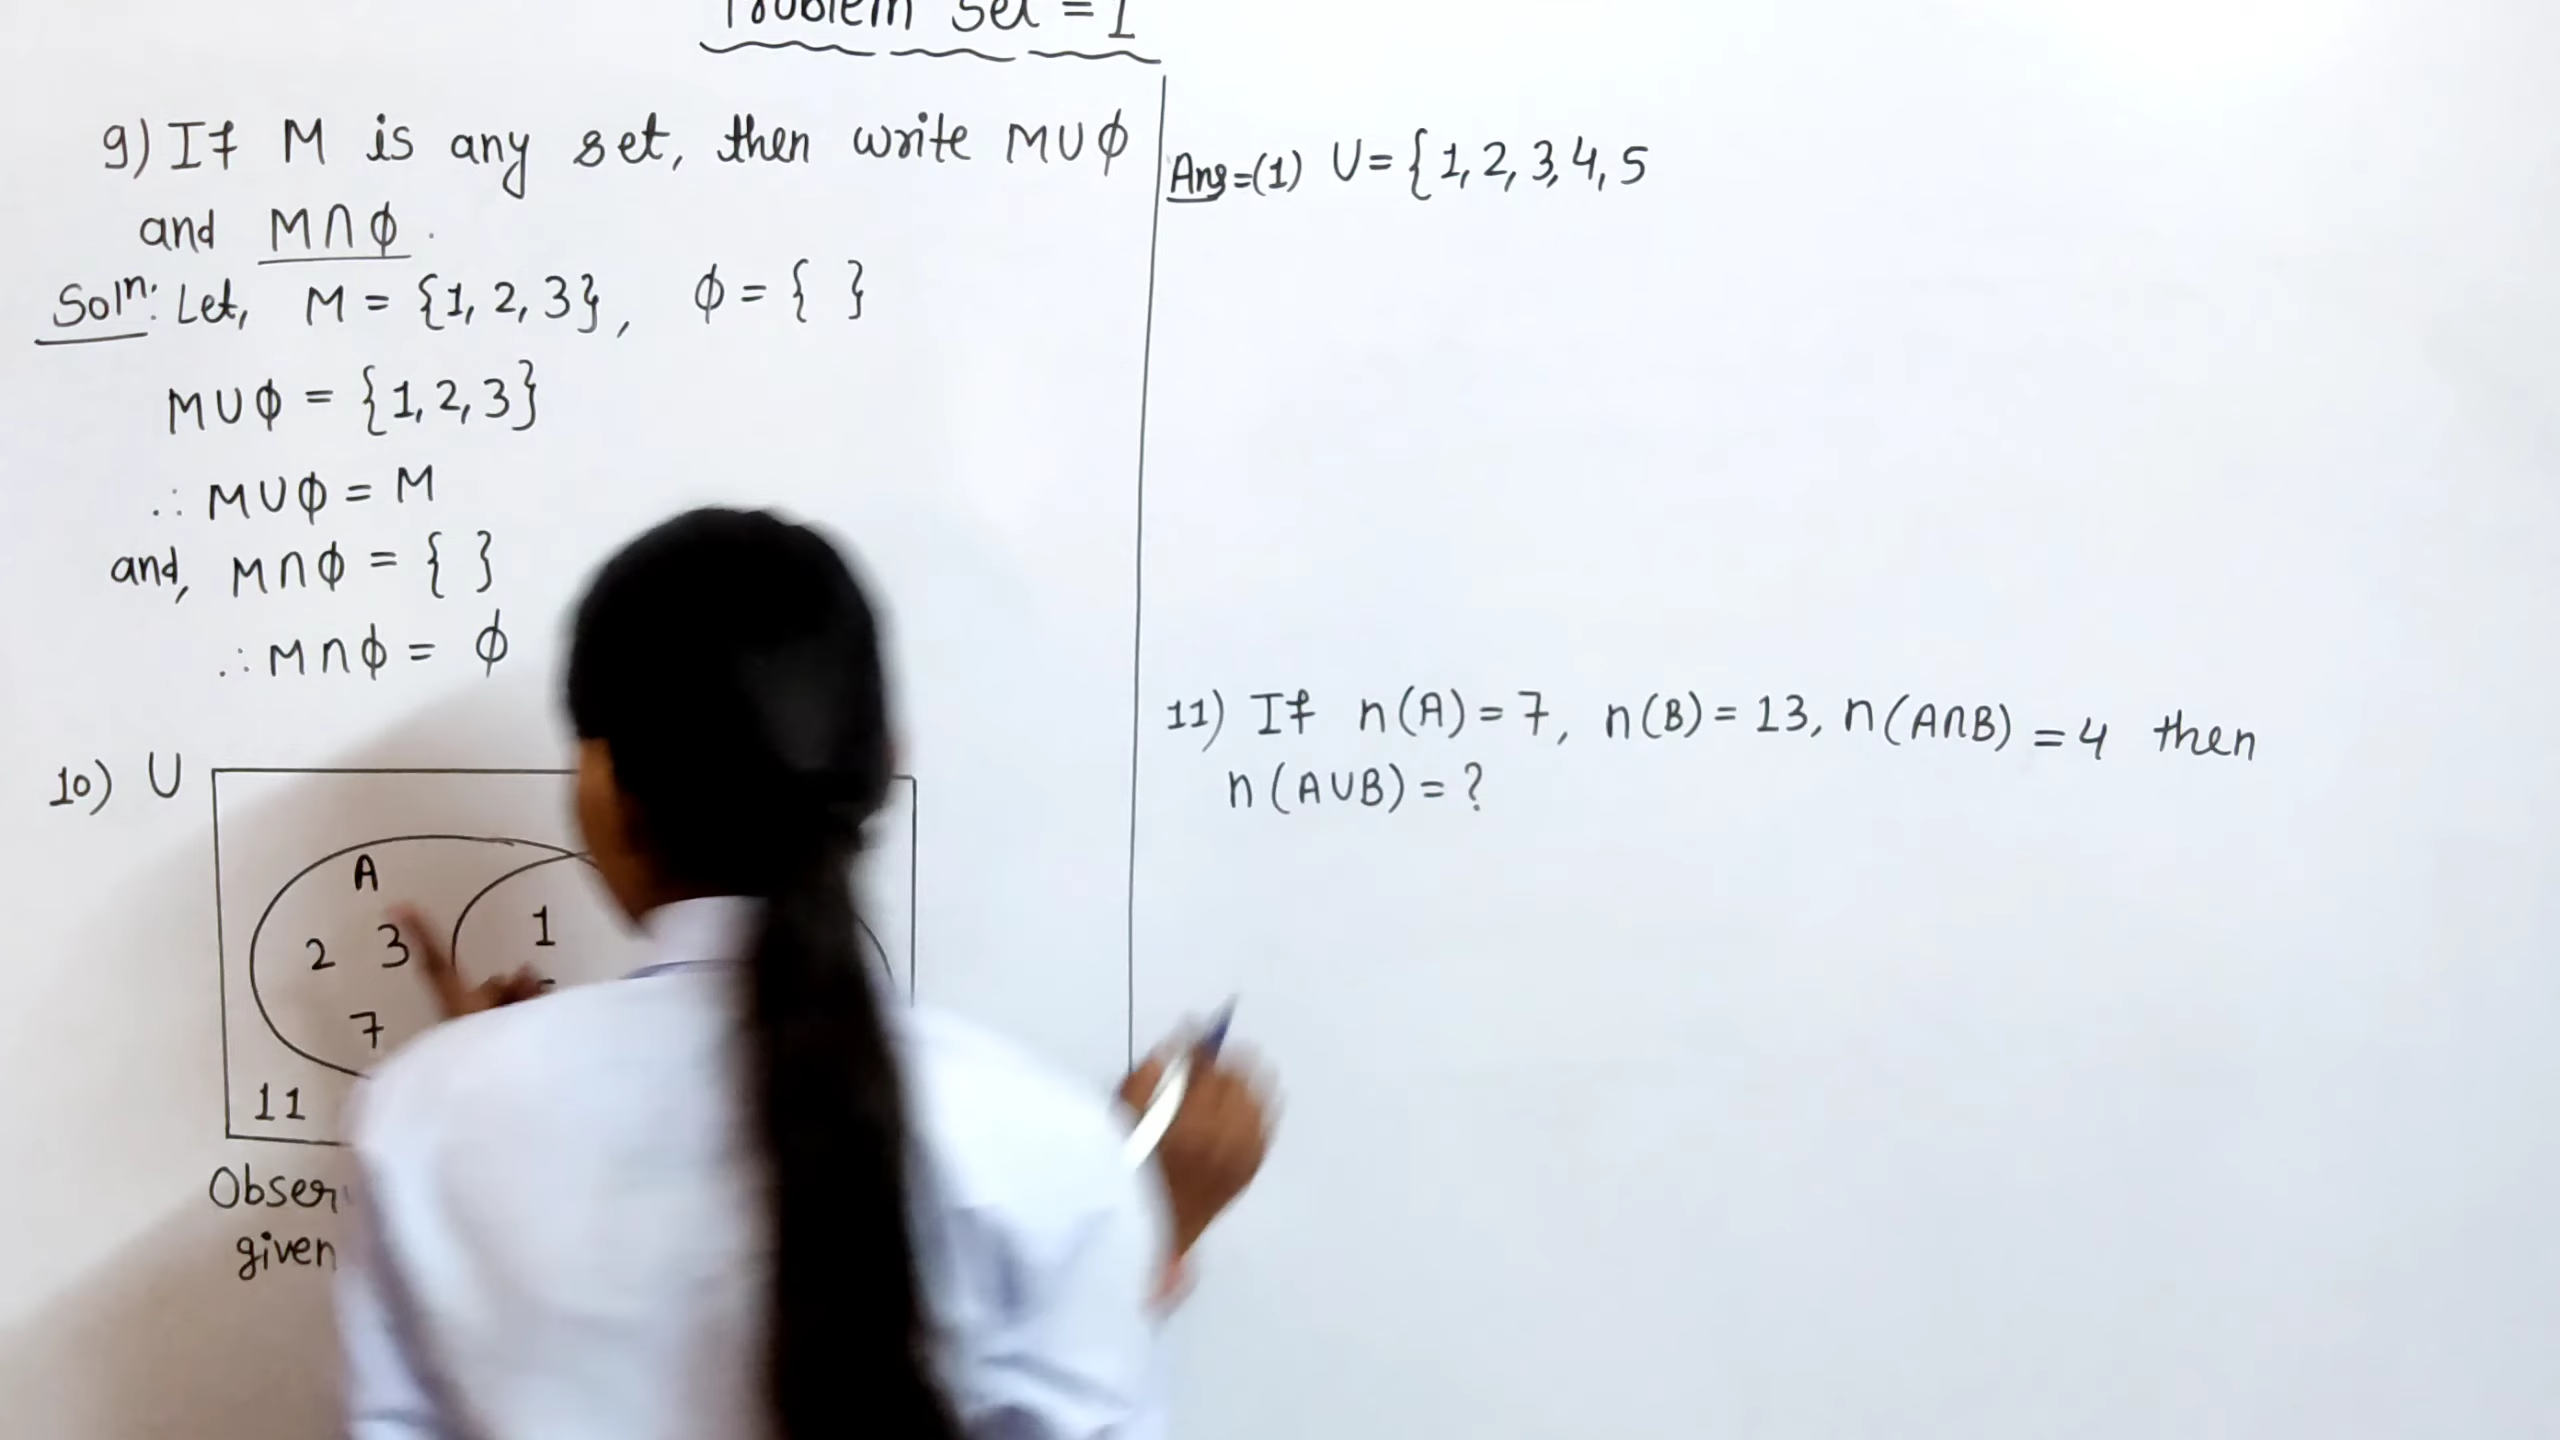 Problem Set = 1
9) If M is any set, then write M∪ϕ
and M∩ϕ.
Solⁿ: Let, M = {1, 2, 3}, ϕ = { }
M∪ϕ = {1, 2, 3}
∴ M∪ϕ = M
and, M∩ϕ = { }
∴ M∩ϕ = ϕ
10) U
A
1
2 3
7
11
given
Ans=(1) U = {1, 2, 3, 4, 5
11) If n(A) = 7, n(B) = 13, n(A∩B) = 4 then
n(A∪B) = ?